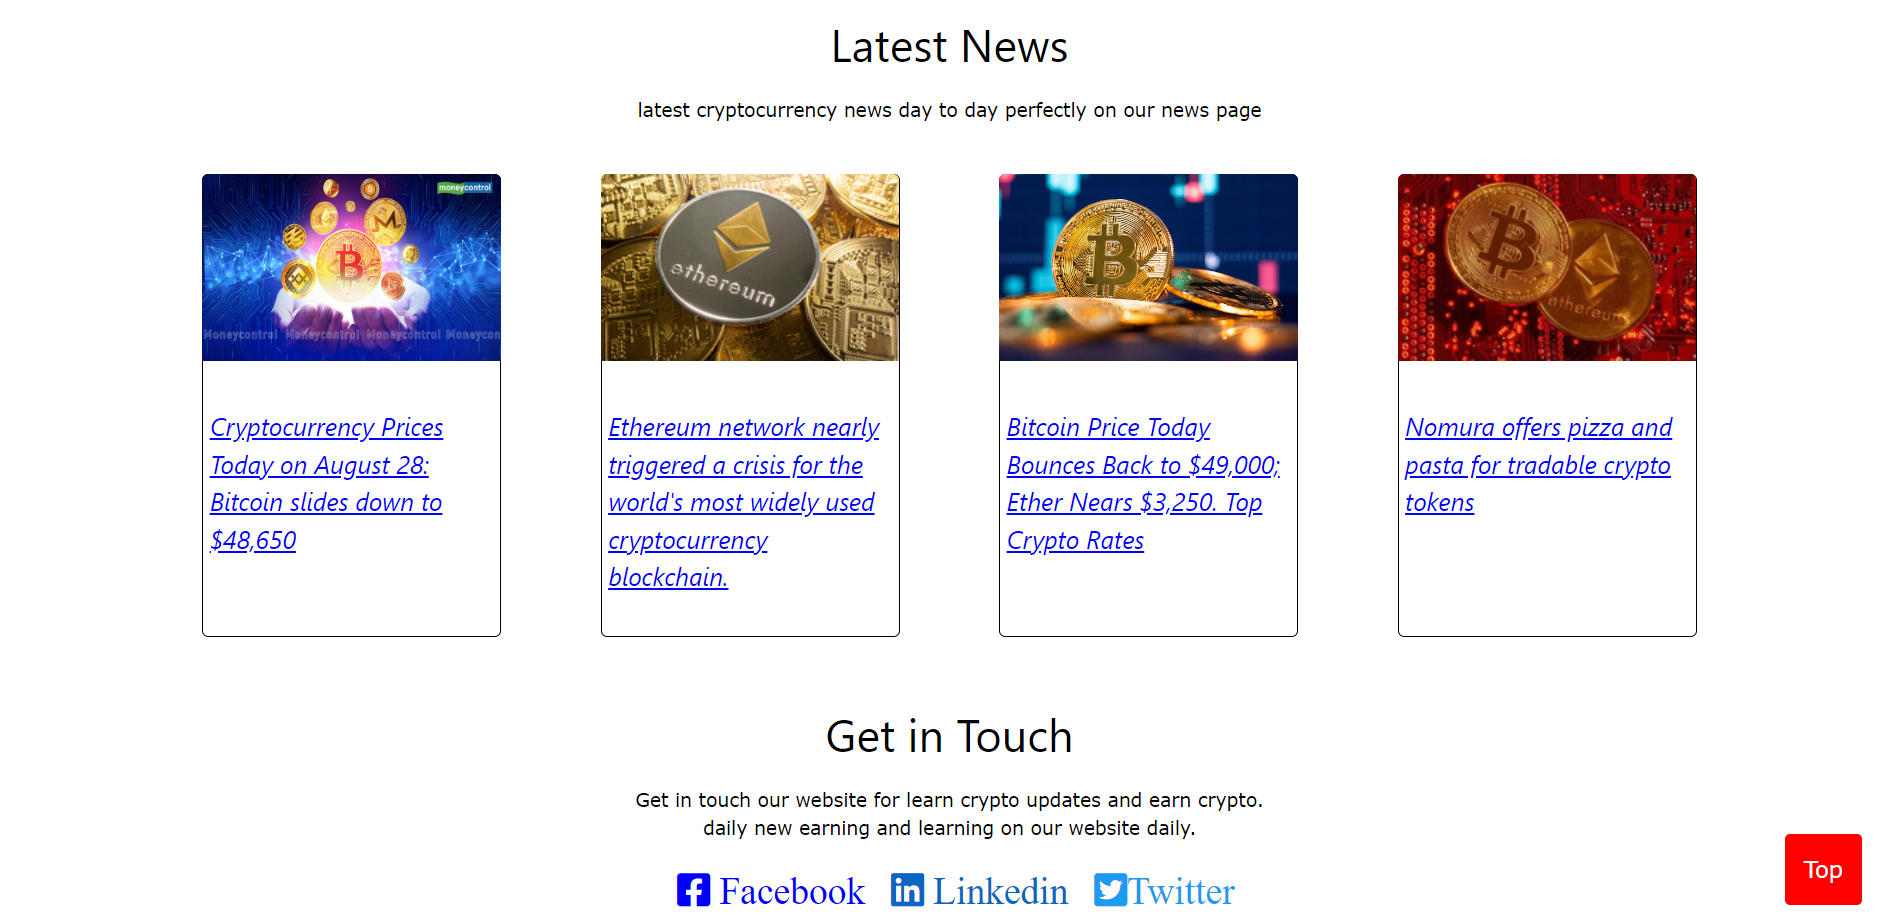 Latest News
latest cryptocurrency news day to day perfectly on our news page
moneycontrol
Moneycontrol Moneycontrol Moneycontrol Moneycon
ethereum
ethereum
Cryptocurrency Prices
Today on August 28:
Bitcoin slides down to
$48,650
Ethereum network nearly
triggered a crisis for the
world's most widely used
cryptocurrency
blockchain.
Bitcoin Price Today
Bounces Back to $49,000;
Ether Nears $3,250. Top
Crypto Rates
Nomura offers pizza and
pasta for tradable crypto
tokens
Get in Touch
Get in touch our website for learn crypto updates and earn crypto.
daily new earning and learning on our website daily.
Facebook Linkedin Twitter
Top